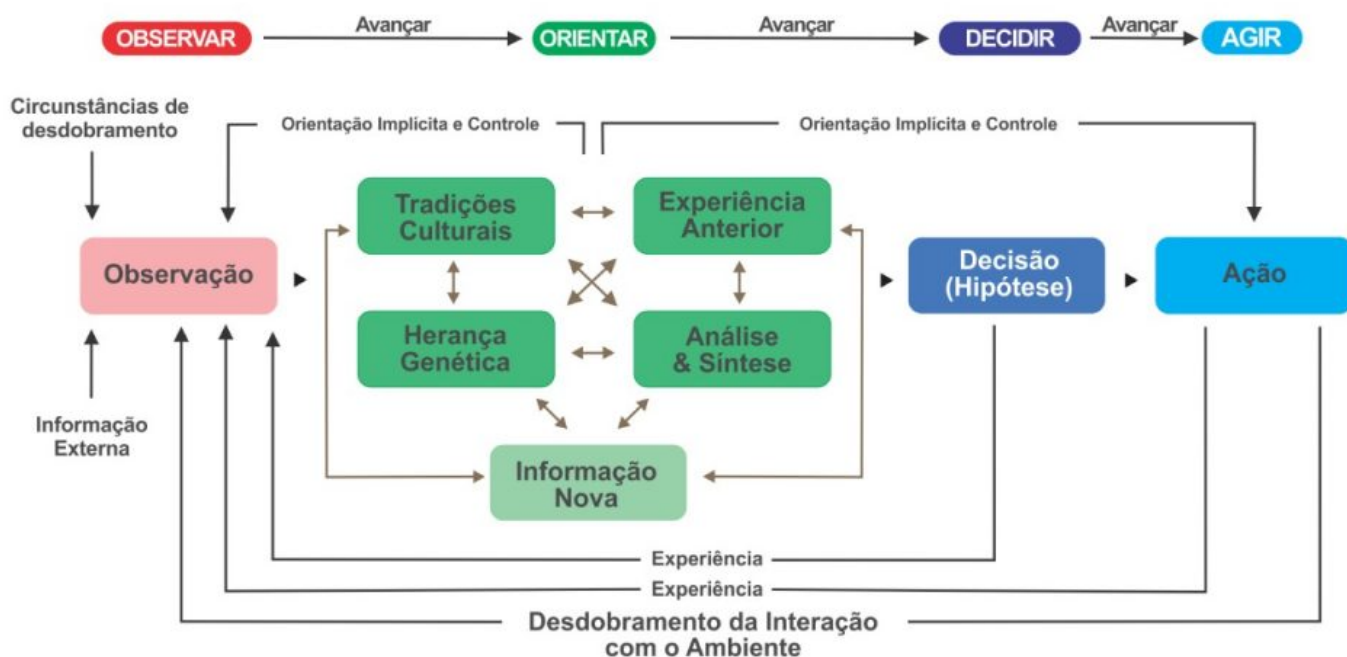 OBSERVAR
Avançar
ORIENTAR
Avançar
DECIDIR
Avançar
AGIR
Circunstâncias de
desdobramento
Orientação Implícita e Controle
Orientação Implícita e Controle
Observação
Tradições
Culturais
Experiência
Anterior
Decisão
(Hipótese)
Ação
Herança
Genética
Análise
& Síntese
Informação
Externa
Informação
Nova
Experiência
Experiência
Desdobramento da Interação
com o Ambiente